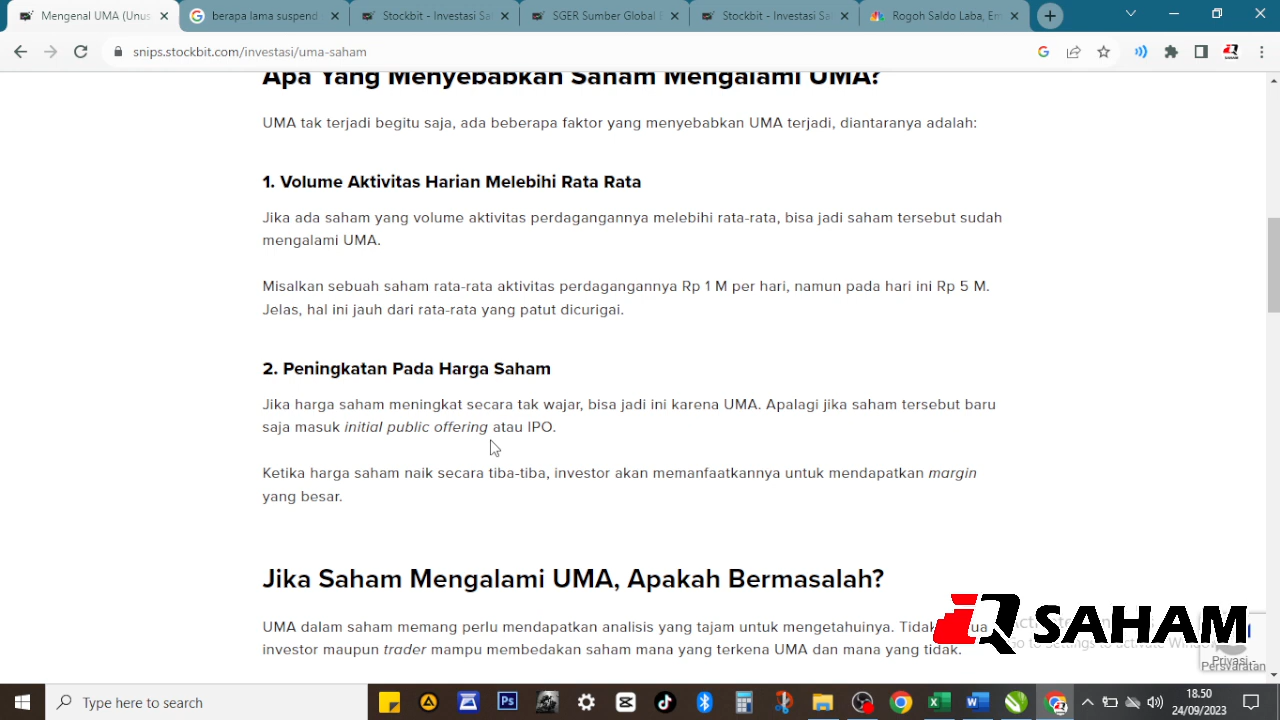 Mengenal UMA (Unus
berapa lama suspend
Stockbit - Investasi Sa
SGER Sumber Global
Stockbit - Investasi Sa
Rogoh Saldo Laba, Em
snips.stockbit.com/investasi/uma-saham
Apa Yang Menyebabkan Saham Mengalami UMA?
UMA tak terjadi begitu saja, ada beberapa faktor yang menyebabkan UMA terjadi, diantaranya adalah:
1. Volume Aktivitas Harian Melebihi Rata Rata
Jika ada saham yang volume aktivitas perdagangannya melebihi rata-rata, bisa jadi saham tersebut sudah
mengalami UMA.
Misalkan sebuah saham rata-rata aktivitas perdagangannya Rp 1 M per hari, namun pada hari ini Rp 5 M.
Jelas, hal ini jauh dari rata-rata yang patut dicurigai.
2. Peningkatan Pada Harga Saham
Jika harga saham meningkat secara tak wajar, bisa jadi ini karena UMA. Apalagi jika saham tersebut baru
saja masuk initial public offering atau IPO.
Ketika harga saham naik secara tiba-tiba, investor akan memanfaatkannya untuk mendapatkan margin
yang besar.
Jika Saham Mengalami UMA, Apakah Bermasalah?
UMA dalam saham memang perlu mendapatkan analisis yang tajam untuk mengetahuinya. Tidak
investor maupun trader mampu membedakan saham mana yang terkena UMA dan mana yang tidak.
SAHAM
Go to Settings to activate
Privasi
Persyaratan
Type here to search
18.50
24/09/2023